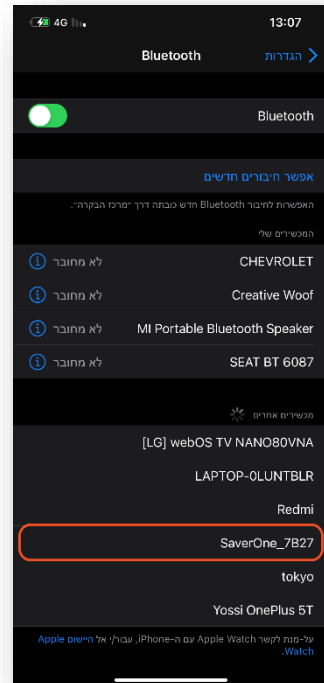 13:07
4G
הגדרות
Bluetooth
Bluetooth
אפשר חיבורים חדשים
האפשרות לחיבור Bluetooth חדש כובתה דרך ״מרכז הבקרה״.
המכשירים שלי
CHEVROLET לא מחובר
Creative Woof לא מחובר
MI Portable Bluetooth Speaker לא מחובר
SEAT BT 6087 לא מחובר
מכשירים אחרים
[LG] webOS TV NANO80VNA
LAPTOP-0LUNTBLR
Redmi
SaverOne_7B27
tokyo
Yossi OnePlus 5T
על-מנת לקשר Apple Watch עם ה-iPhone, עבור/י אל היישום Apple
Watch.